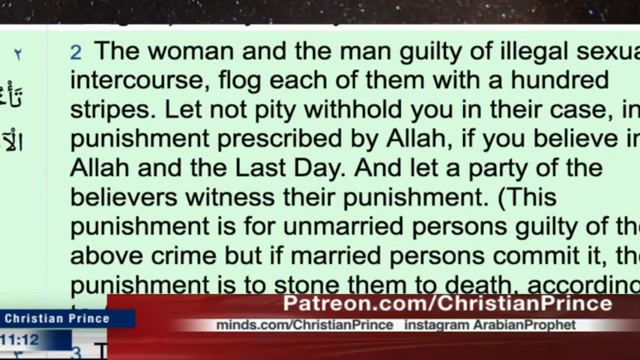 2 The woman and the man guilty of illegal sexua
intercourse, flog each of them with a hundred
stripes. Let not pity withhold you in their case, in
punishment prescribed by Allah, if you believe in
Allah and the Last Day. And let a party of the
believers witness their punishment. (This
punishment is for unmarried persons guilty of the
above crime but if married persons commit it, the
punishment is to stone them to death, according
Patreon.com/ChristianPrince
Christian Prince
minds.com/ChristianPrince instagram ArabianProphet
11:12
3
٢